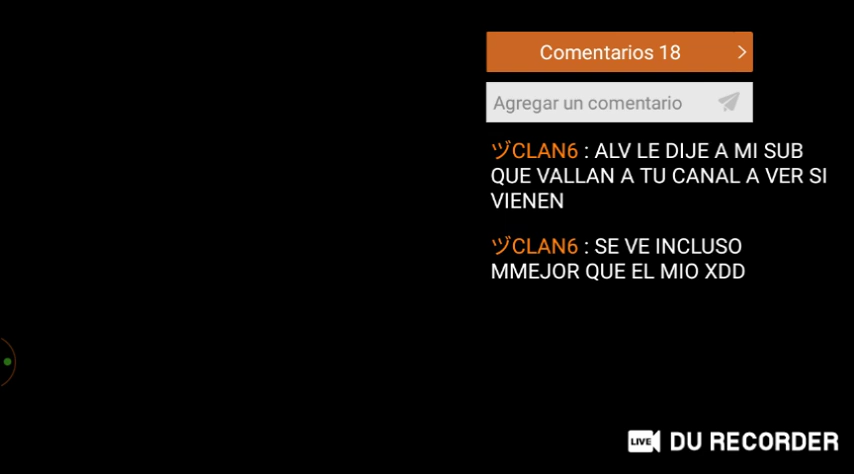 Comentarios 18
Agregar un comentario
ヅCLAN6 : ALV LE DIJE A MI SUB
QUE VALLAN A TU CANAL A VER SI
VIENEN
ヅCLAN6 : SE VE INCLUSO
MMEJOR QUE EL MIO XDD
LIVE DU RECORDER